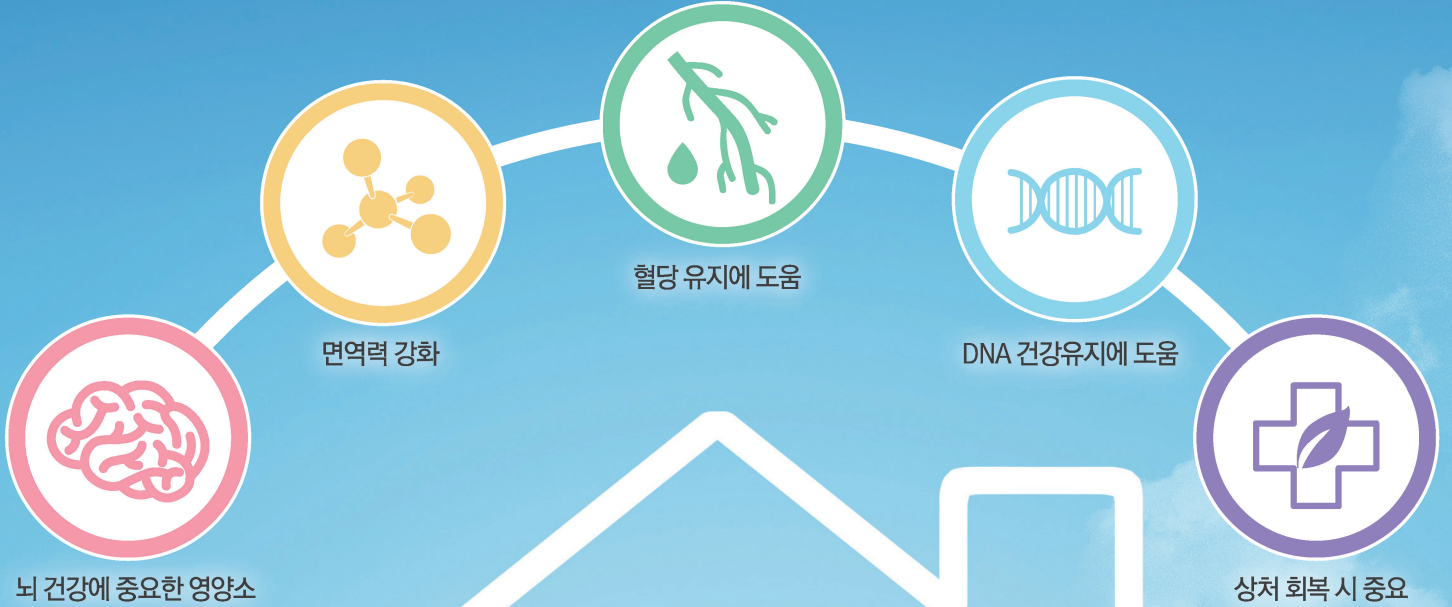 뇌 건강에 중요한 영양소
면역력 강화
혈당 유지에 도움
DNA 건강유지에 도움
상처 회복 시 중요